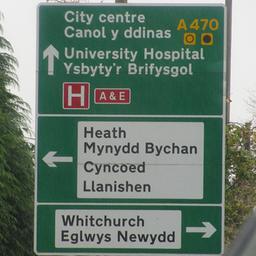 City centre
Canol y ddinas
A470
University Hospital
Ysbyty'r Brifysgol
H A & E
Heath
Mynydd Bychan
Cyncoed
Llanishen
Whitchurch
Eglwys Newydd